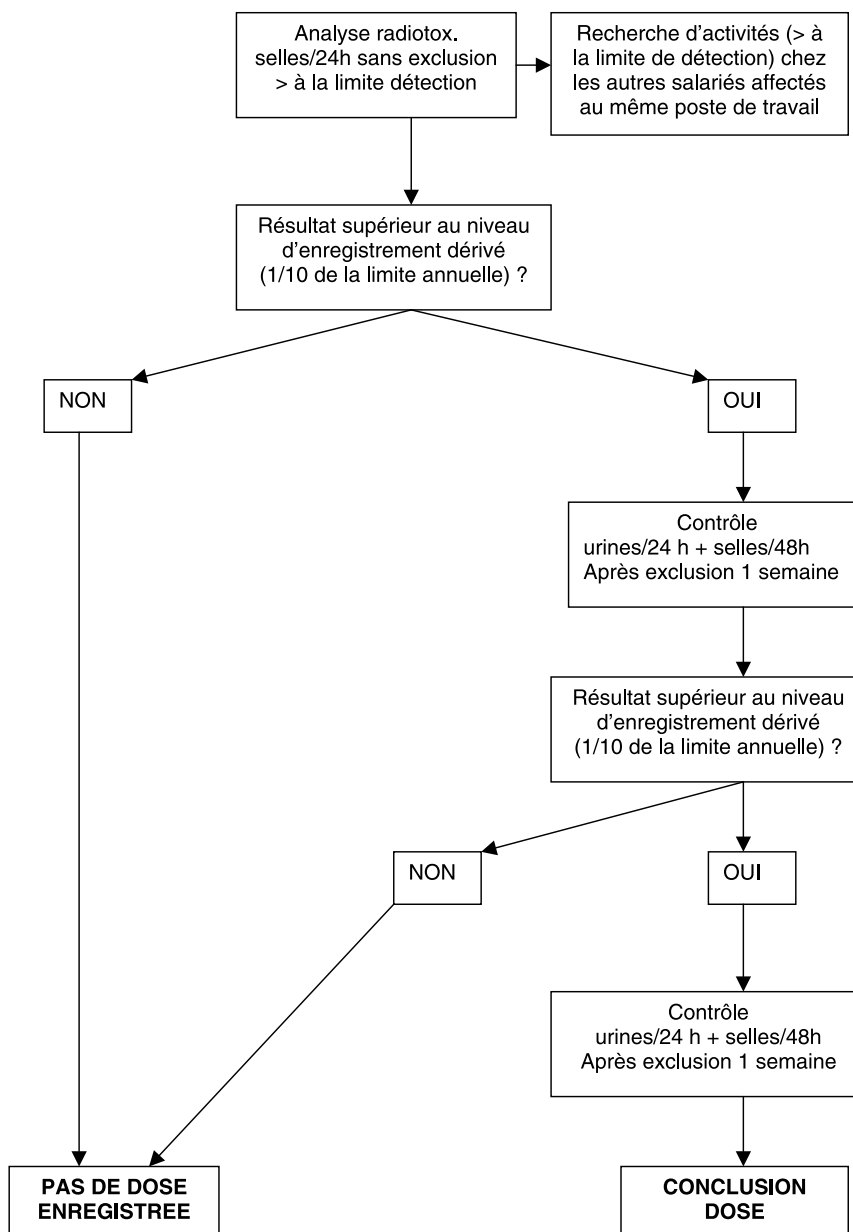 Analyse radiotox.
selles/24h sans exclusion
> à la limite détection
Recherche d'activités (> à
la limite de détection) chez
les autres salariés affectés
au même poste de travail
Résultat supérieur au niveau
d'enregistrement dérivé
(1/10 de la limite annuelle) ?
NON
OUI
Contrôle
urines/24 h + selles/48h
Après exclusion 1 semaine
Résultat supérieur au niveau
d'enregistrement dérivé
(1/10 de la limite annuelle) ?
NON
OUI
Contrôle
urines/24 h + selles/48h
Après exclusion 1 semaine
PAS DE DOSE
ENREGISTREE
CONCLUSION
DOSE